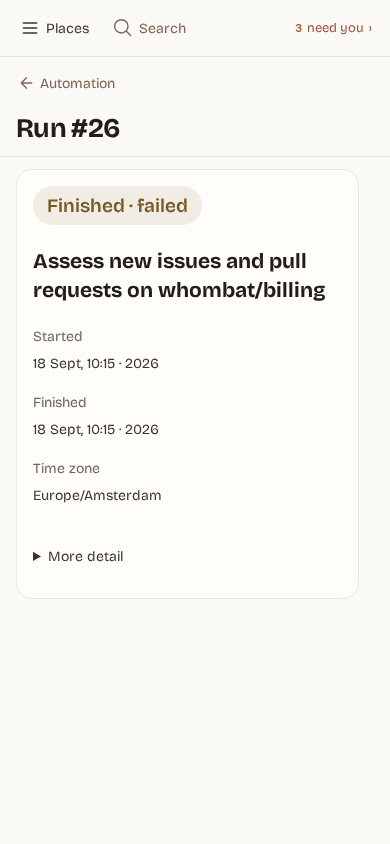 Places
Search
3 need you ›
Automation
Run #26
Finished · failed
Assess new issues and pull
requests on whombat/billing
Started
18 Sept, 10:15 · 2026
Finished
18 Sept, 10:15 · 2026
Time zone
Europe/Amsterdam
More detail